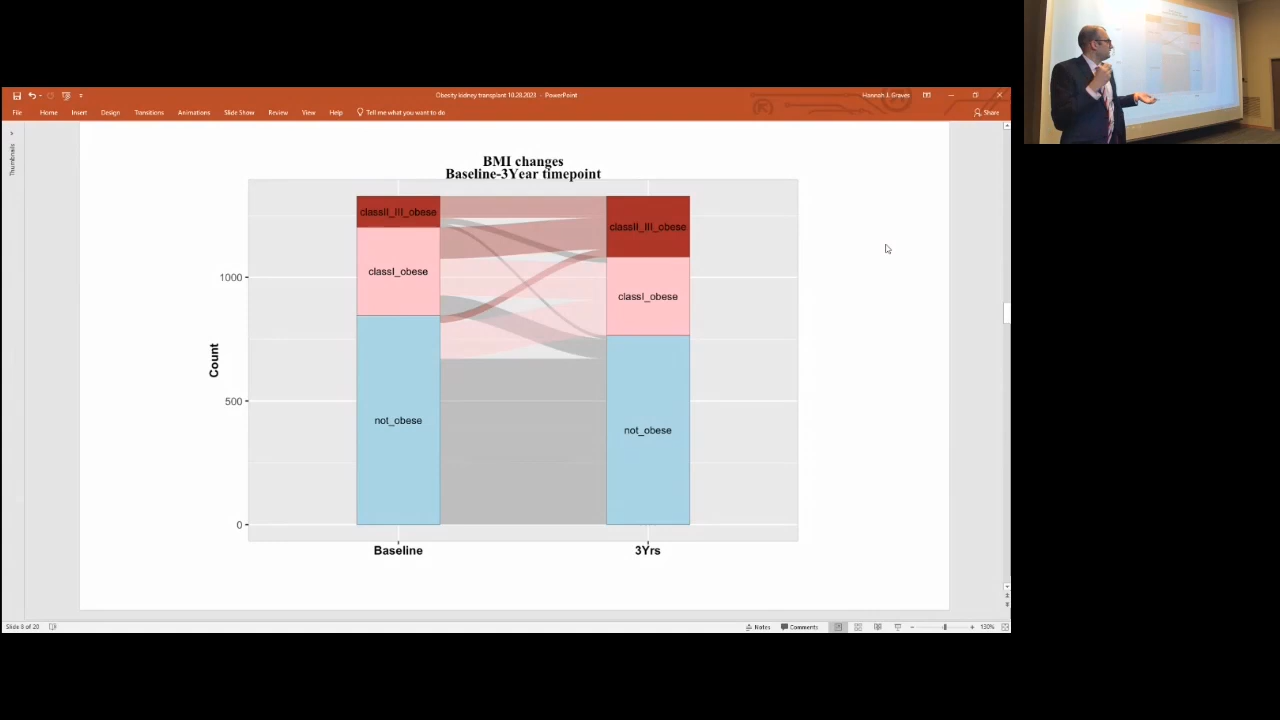 Obesity kidney transplant 10.28.2023 - PowerPoint
Hannah J. Graves
File Home Insert Design Transitions Animations Slide Show Review View Help Tell me what you want to do
Share
Thumbnails
BMI changes
Baseline-3Year timepoint
classII_III_obese
classII_III_obese
classI_obese
1000
classI_obese
Count
500
not_obese
not_obese
0
Baseline 3Yrs
Slide 8 of 20
Notes Comments 130%